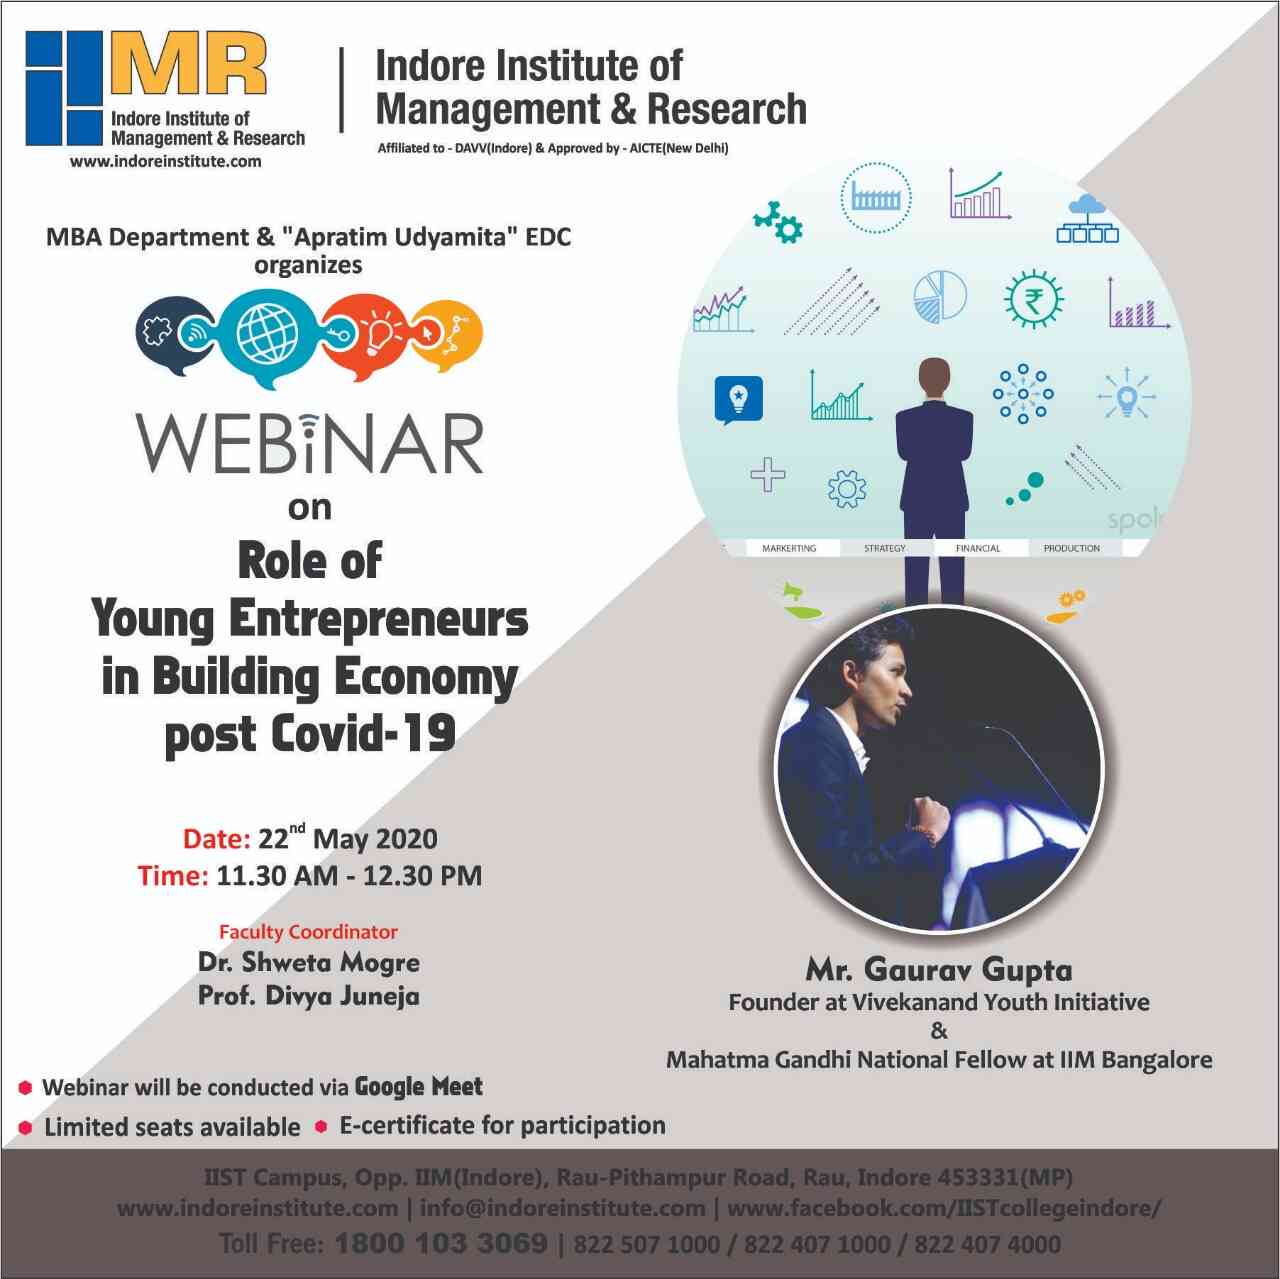 MR
Indore Institute of
Management & Research
www.indoreinstitute.com
Indore Institute of
Management & Research
Affiliated to - DAVV(Indore) & Approved by - AICTE(New Delhi)
MBA Department & "Apratim Udyamita" EDC
organizes
WEBiNAR
on
Role of
Young Entrepreneurs
in Building Economy
post Covid-19
Date: 22nd May 2020
Time: 11.30 AM - 12.30 PM
Faculty Coordinator
Dr. Shweta Mogre
Prof. Divya Juneja
₹
MARKERTING STRATEGY FINANCIAL PRODUCTION
Mr. Gaurav Gupta
Founder at Vivekanand Youth Initiative
&
Mahatma Gandhi National Fellow at IIM Bangalore
Webinar will be conducted via Google Meet
Limited seats available E-certificate for participation
IIST Campus, Opp. IIM(Indore), Rau-Pithampur Road, Rau, Indore 453331(MP)
www.indoreinstitute.com | info@indoreinstitute.com | www.facebook.com/IISTcollegeindore/
Toll Free: 1800 103 3069 | 822 507 1000 / 822 407 1000 / 822 407 4000